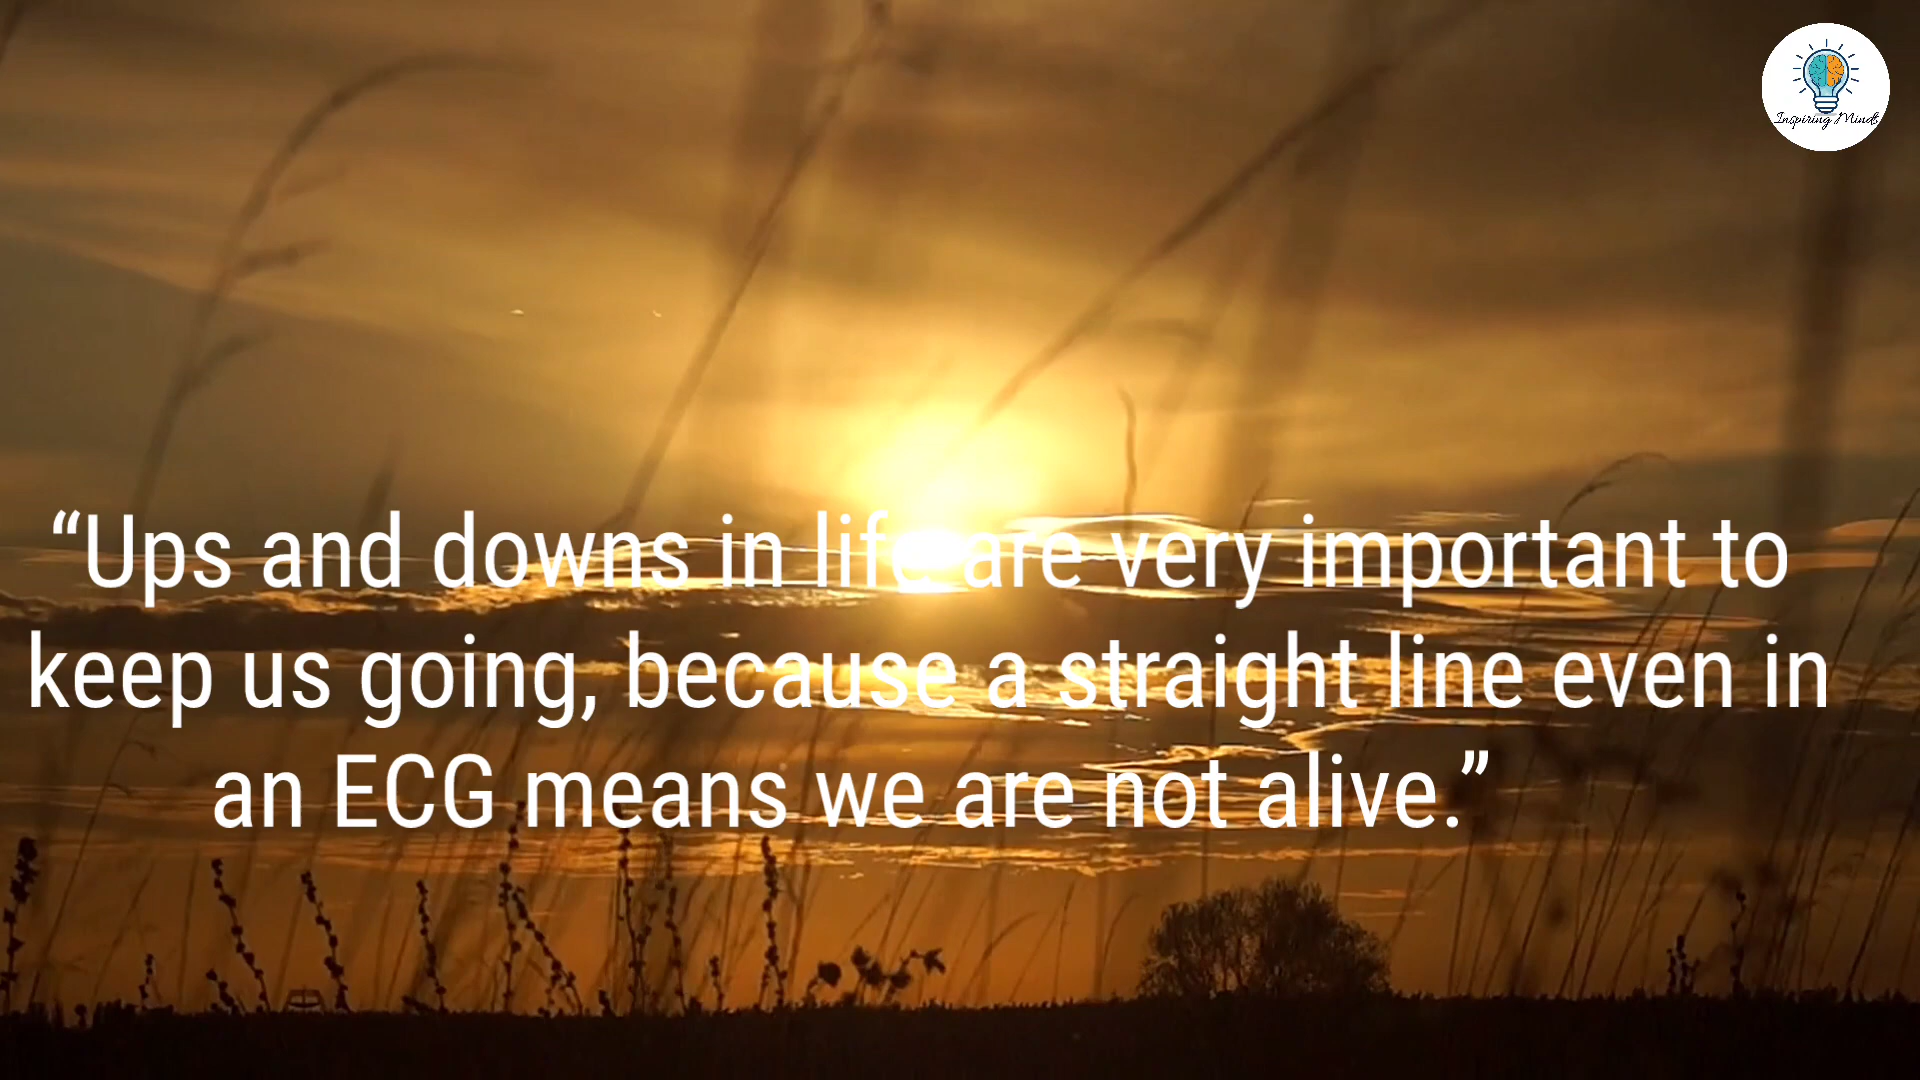 Inspiring Minds
“Ups and downs in life are very important to
keep us going, because a straight line even in
an ECG means we are not alive.”